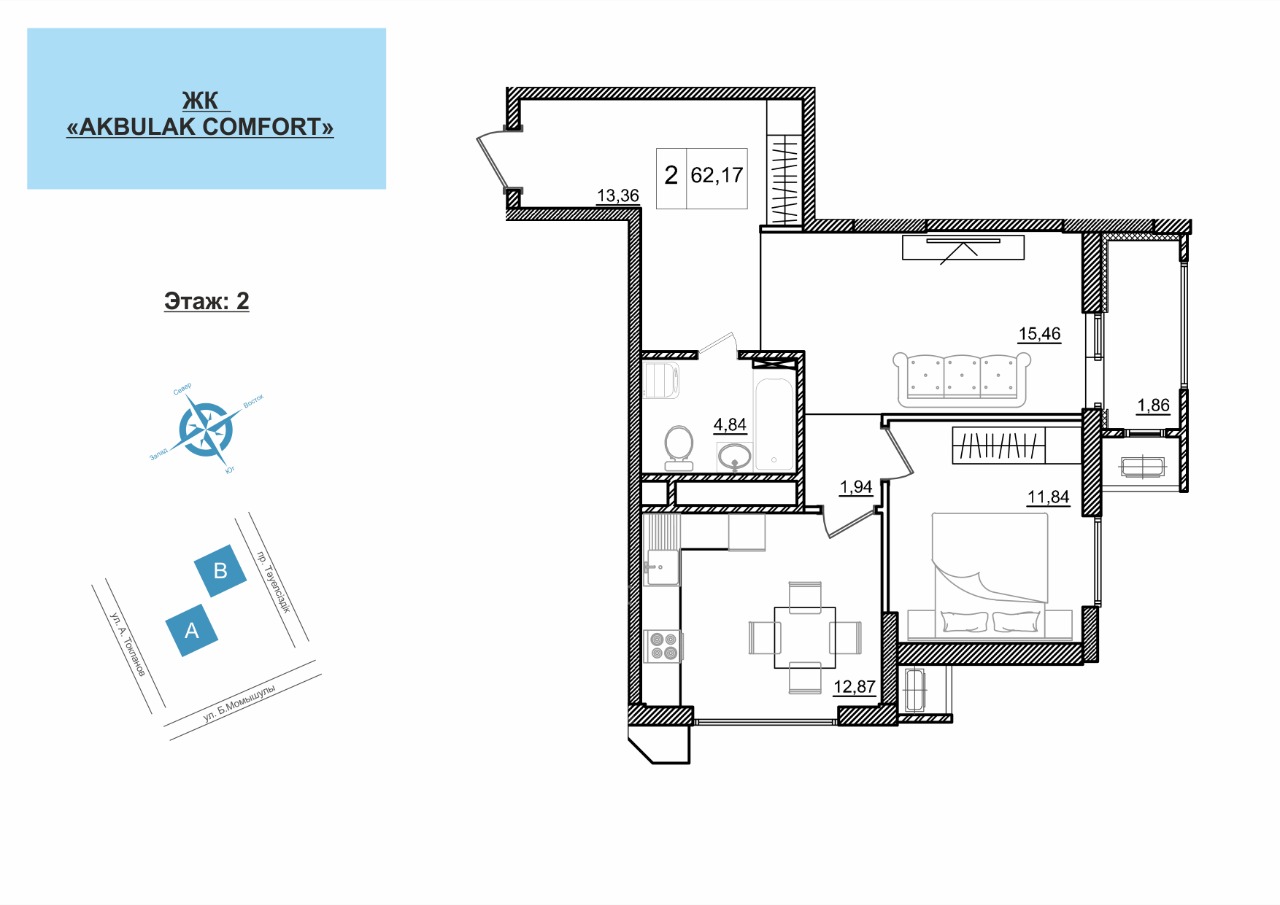 ЖК
«AKBULAK COMFORT»
2 62,17
13,36
Этаж: 2
15,46
Север
Восток
Запад
Юг
1,86
4,84
1,94
11,84
В
пр. Тәуелсіздік
А
ул. А. Токпанов
12,87
ул. Б.Момышулы